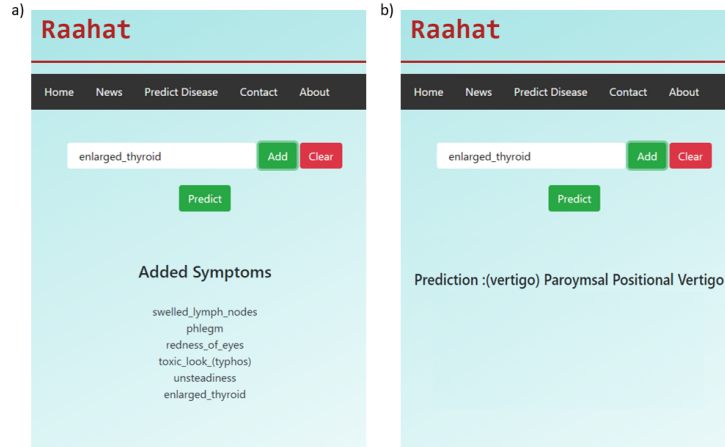 a)
Raahat
Home News Predict Disease Contact About
enlarged_thyroid Add Clear
Predict
Added Symptoms
swelled_lymph_nodes
phlegm
redness_of_eyes
toxic_look_(typhos)
unsteadiness
enlarged_thyroid
b)
Raahat
Home News Predict Disease Contact About
enlarged_thyroid Add Clear
Predict
Prediction :(vertigo) Paroymsal Positional Vertigo